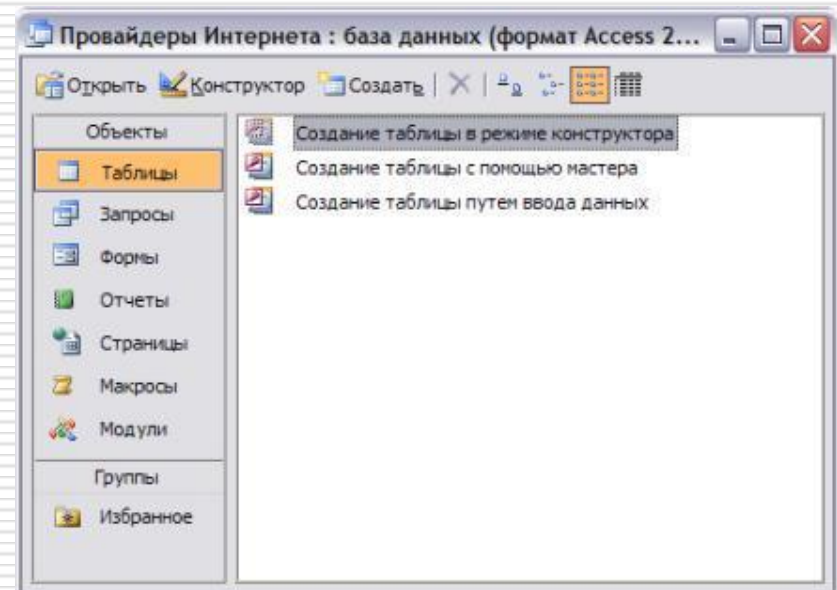 Провайдеры Интернета : база данных (формат Access 2...
Открыть Конструктор Создать
Объекты
Таблицы
Запросы
Формы
Отчеты
Страницы
Макросы
Модули
Группы
Избранное
Создание таблицы в режиме конструктора
Создание таблицы с помощью мастера
Создание таблицы путем ввода данных